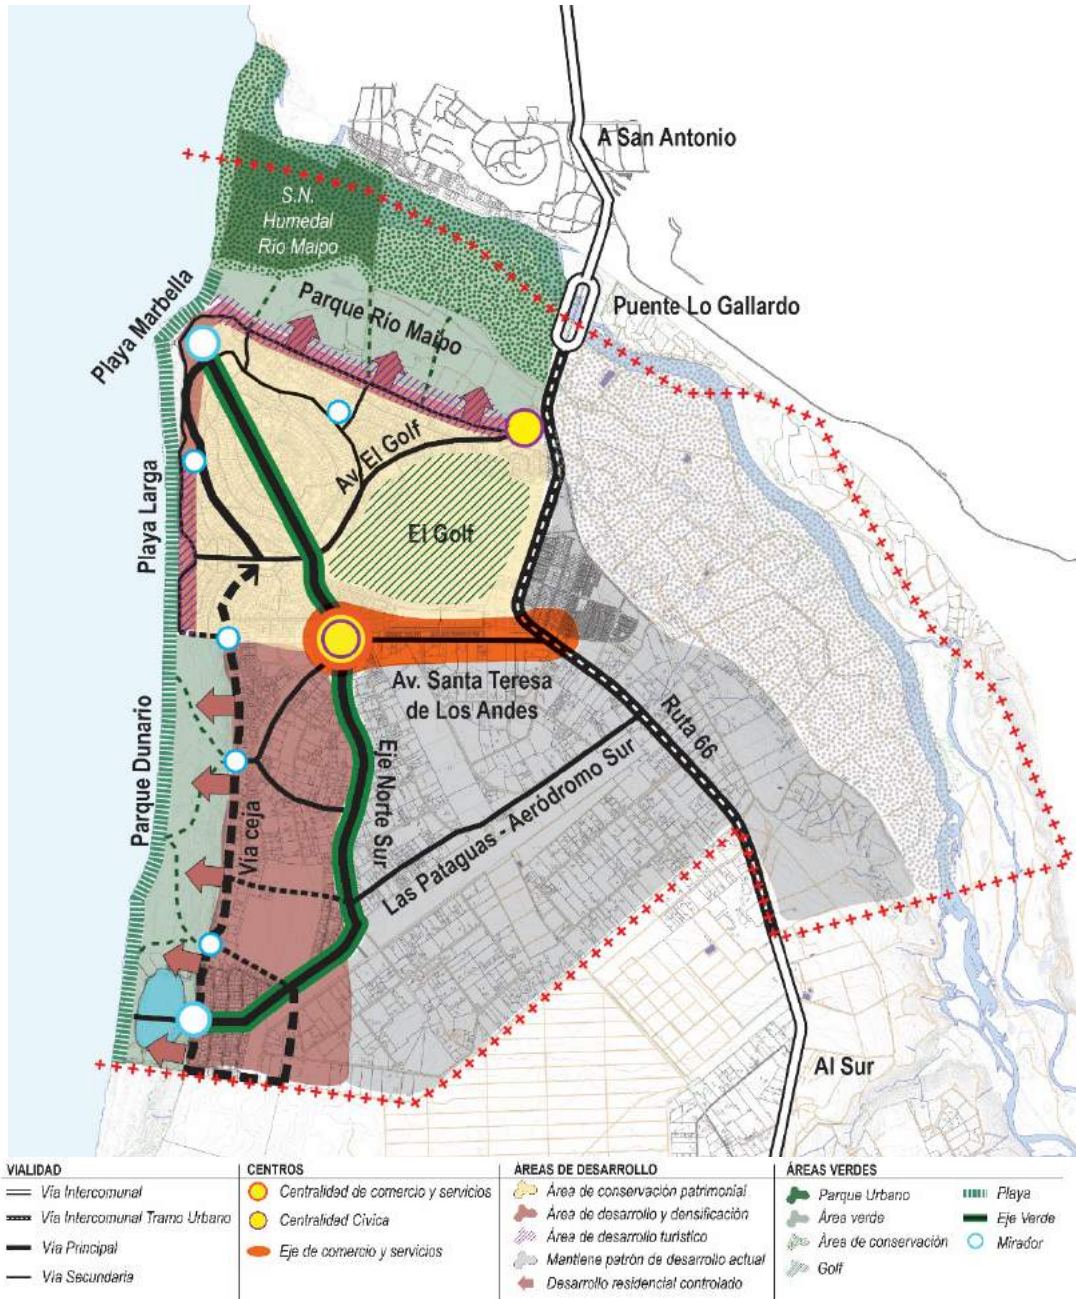 A San Antonio
S.N.
Humedal
Río Maipo
Puente Lo Gallardo
Parque Río Maipo
Playa Marbella
Av. El Golf
Playa Larga
El Golf
Av. Santa Teresa
de Los Andes
Ruta 66
Eje Norte Sur
Parque Dunario
Vía ceja
Las Pataguas - Aeródromo Sur
Al Sur
VIALIDAD
Vía Intercomunal
Vía Intercomunal Tramo Urbano
Vía Principal
Vía Secundaria
CENTROS
Centralidad de comercio y servicios
Centralidad Cívica
Eje de comercio y servicios
ÁREAS DE DESARROLLO
Área de conservación patrimonial
Área de desarrollo y densificación
Área de desarrollo turístico
Mantiene patrón de desarrollo actual
Desarrollo residencial controlado
ÁREAS VERDES
Parque Urbano
Área verde
Área de conservación
Golf
Playa
Eje Verde
Mirador